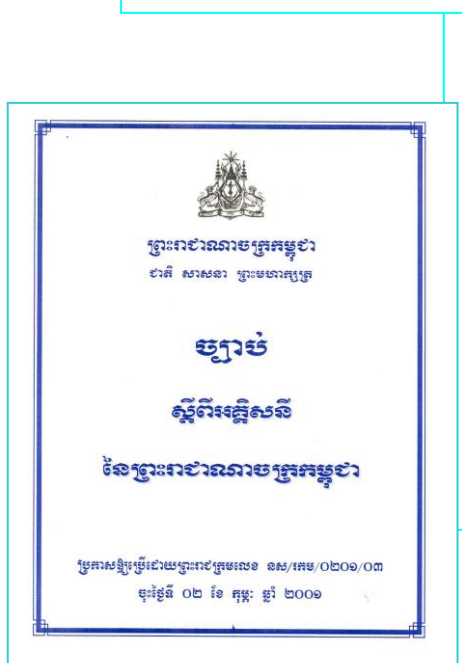 ព្រះរាជាណាចក្រកម្ពុជា
ជាតិ សាសនា ព្រះមហាក្សត្រ
ច្បាប់
ស្តីពីអគ្គិសនី
នៃព្រះរាជាណាចក្រកម្ពុជា
ប្រកាសឱ្យប្រើដោយព្រះរាជក្រមលេខ នស/រកម/០២០១/០៣
ចុះថ្ងៃទី ០២ ខែ កុម្ភៈ ឆ្នាំ ២០០១